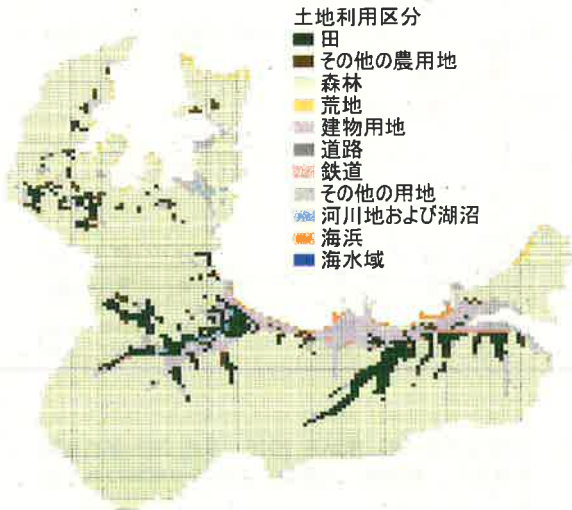 土地利用区分
田
その他の農用地
森林
荒地
建物用地
道路
鉄道
その他の用地
河川地および湖沼
海浜
海水域